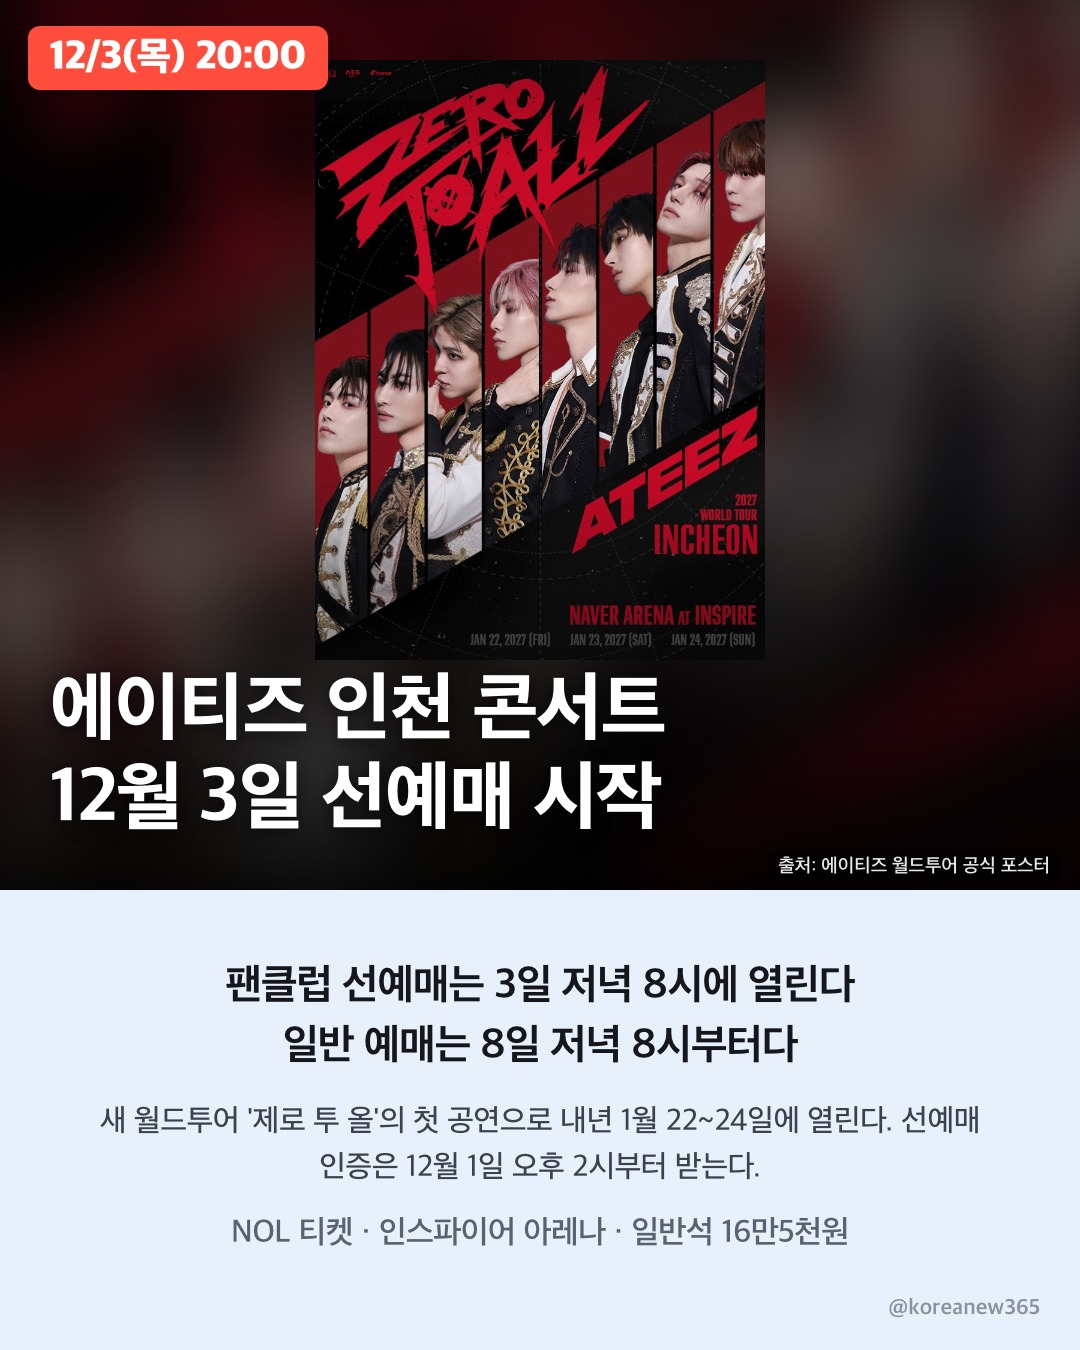 12/3(목) 20:00
ZERO
TO ALL
ATEEZ
2027
WORLD TOUR
INCHEON
NAVER ARENA AT INSPIRE
JAN 22, 2027 (FRI) JAN 23, 2027 (SAT) JAN 24, 2027 (SUN)
에이티즈 인천 콘서트
12월 3일 선예매 시작
출처: 에이티즈 월드투어 공식 포스터
팬클럽 선예매는 3일 저녁 8시에 열린다
일반 예매는 8일 저녁 8시부터다
새 월드투어 '제로 투 올'의 첫 공연으로 내년 1월 22~24일에 열린다. 선예매
인증은 12월 1일 오후 2시부터 받는다.
NOL 티켓 · 인스파이어 아레나 · 일반석 16만5천원
@koreanew365